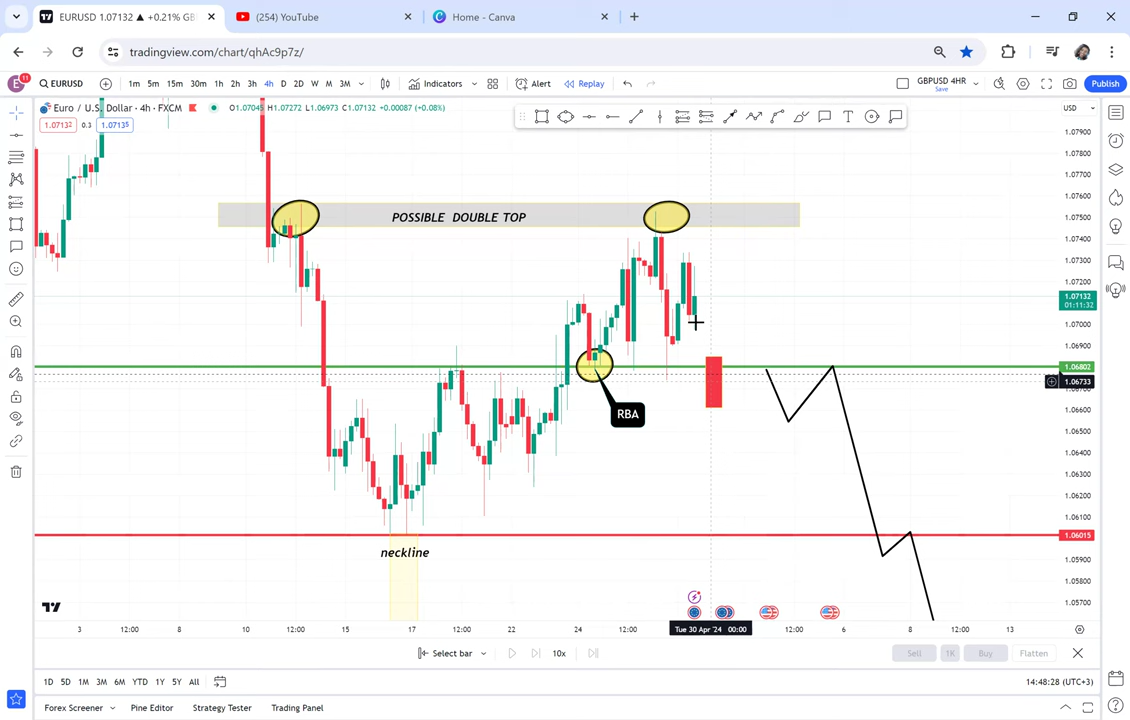 EURUSD 1.07132 ▲ +0.21% GB
(254) YouTube
Home - Canva
tradingview.com/chart/qhAc9p7z/
E 11 EURUSD 1m 5m 15m 30m 1h 2h 3h 4h D 2D W M 3M Indicators Alert Replay GBPUSD 4HR Save Publish
Euro / U.S. Dollar · 4h · FXCM O1.07045 H1.07272 L1.06973 C1.07132 +0.00087 (+0.08%) USD
1.07132 0.3 1.07135
1.07900
1.07800
1.07700
1.07600
POSSIBLE DOUBLE TOP 1.07500
1.07400
1.07300
1.07200
1.07132
01:11:32
1.07000
1.06900
1.06802
1.06733
RBA 1.06600
1.06500
1.06400
1.06300
1.06200
1.06100
1.06015
neckline 1.05900
1.05800
1.05700
3 12:00 8 10 12:00 15 17 12:00 22 24 12:00 Tue 30 Apr '24 00:00 12:00 6 8 12:00 13
Select bar 10x Sell 1K Buy Flatten
1D 5D 1M 3M 6M YTD 1Y 5Y All 14:48:28 (UTC+3)
Forex Screener Pine Editor Strategy Tester Trading Panel